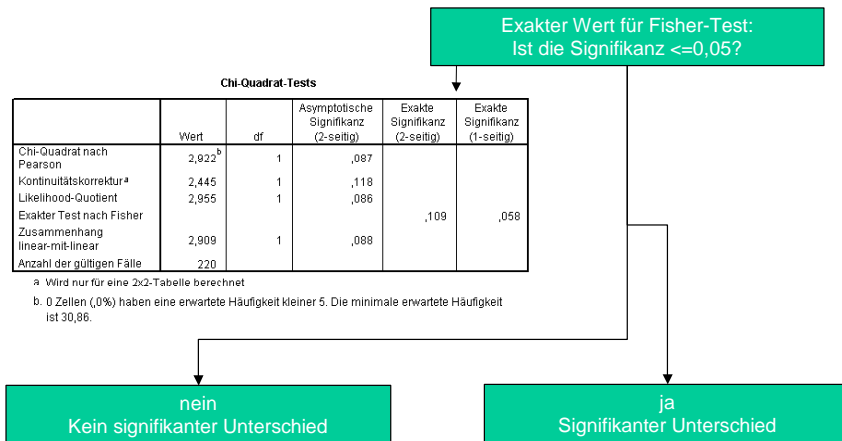 Exakter Wert für Fisher-Test:
Ist die Signifikanz <=0,05?
Chi-Quadrat-Tests
Wert df Asymptotische Signifikanz (2-seitig) Exakte Signifikanz (2-seitig) Exakte Signifikanz (1-seitig)
Chi-Quadrat nach Pearson 2,922b 1 ,087
Kontinuitätskorrektura 2,445 1 ,118
Likelihood-Quotient 2,955 1 ,086
Exakter Test nach Fisher ,109 ,058
Zusammenhang linear-mit-linear 2,909 1 ,088
Anzahl der gültigen Fälle 220
a Wird nur für eine 2x2-Tabelle berechnet
b. 0 Zellen (,0%) haben eine erwartete Häufigkeit kleiner 5. Die minimale erwartete Häufigkeit
ist 30,86.
nein
Kein signifikanter Unterschied
ja
Signifikanter Unterschied